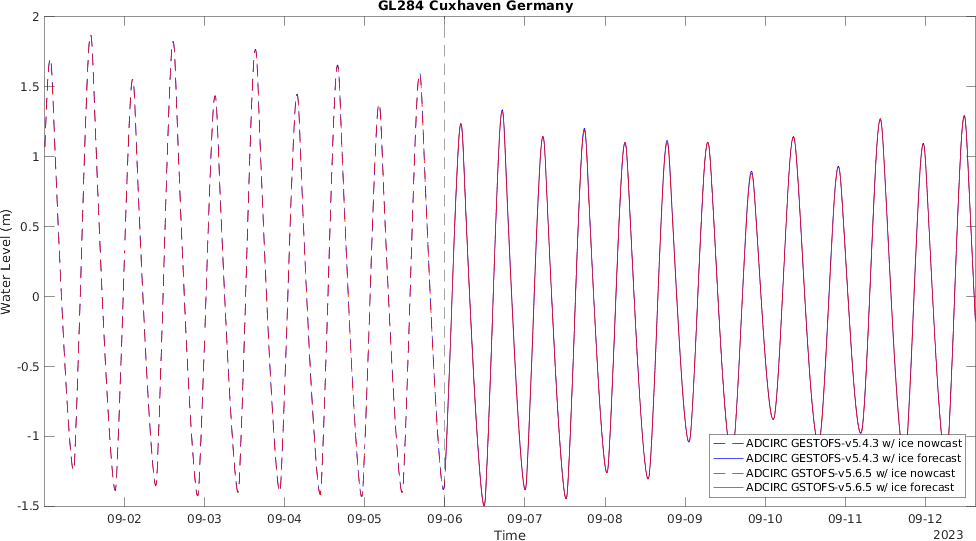 GL284 Cuxhaven Germany
2
1.5
1
0.5
0
-0.5
-1
-1.5
Water Level (m)
09-02 09-03 09-04 09-05 09-06 09-07 09-08 09-09 09-10 09-11 09-12
Time
2023
ADCIRC GESTOFS-v5.4.3 w/ ice nowcast
ADCIRC GESTOFS-v5.4.3 w/ ice forecast
ADCIRC GSTOFS-v5.6.5 w/ ice nowcast
ADCIRC GSTOFS-v5.6.5 w/ ice forecast